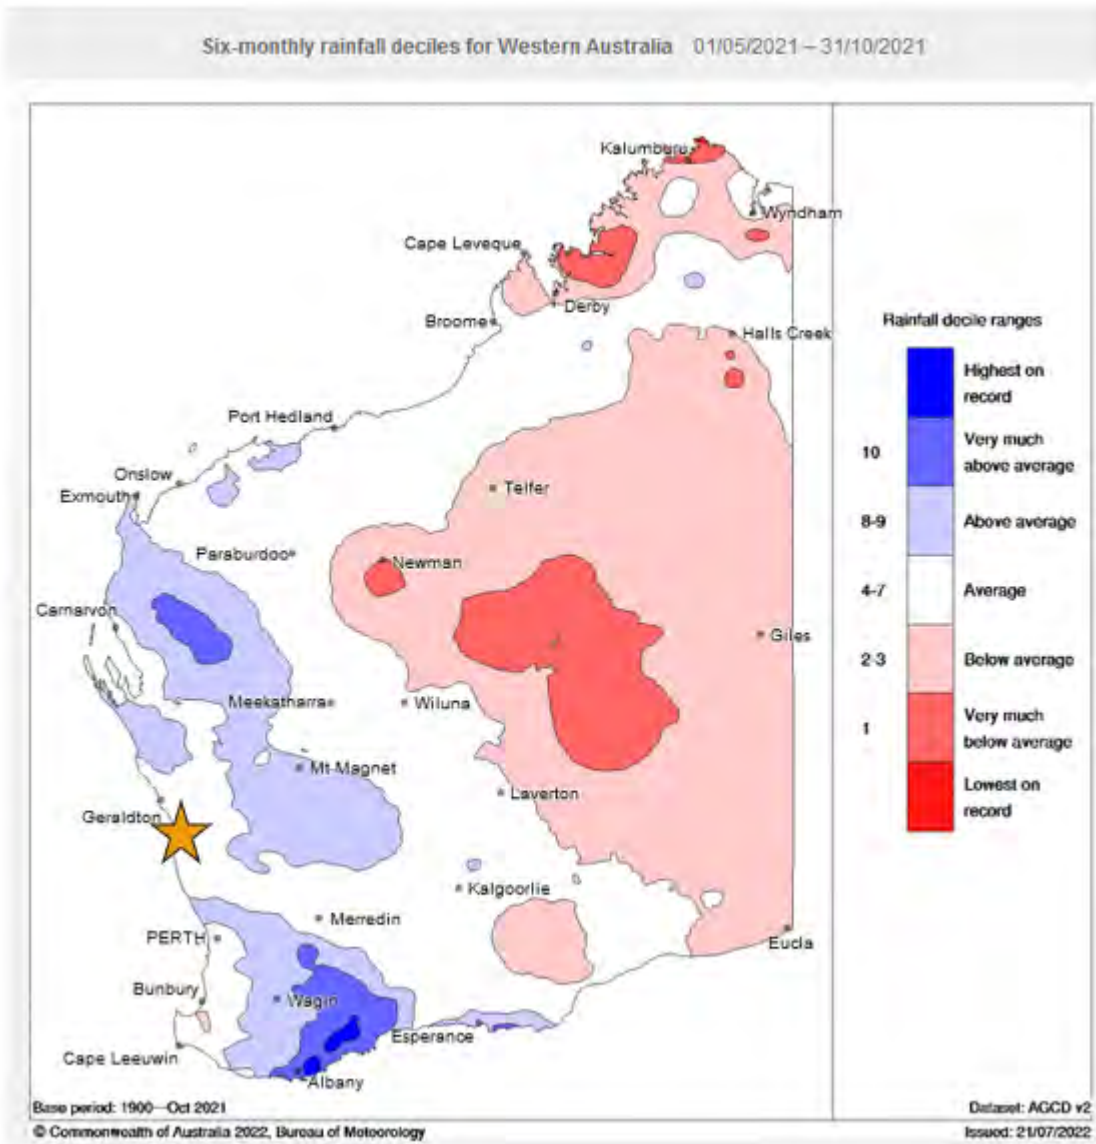 Six-monthly rainfall deciles for Western Australia 01/05/2021 – 31/10/2021
Kalumburu
Wyndham
Cape Leveque
Derby
Broome
Halls Creek
Port Hedland
Onslow
Exmouth
Telfer
Paraburdoo
Newman
Carnarvon
Giles
Meekatharra
Wiluna
Mt Magnet
Laverton
Geraldton
Kalgoorlie
Merredin
PERTH
Eucla
Bunbury
Wagin
Esperance
Cape Leeuwin
Albany
Rainfall decile ranges
Highest on
record
10 Very much
above average
8-9 Above average
4-7 Average
2-3 Below average
1 Very much
below average
Lowest on
record
Base period: 1900—Oct 2021
Dataset: AGCD v2
© Commonwealth of Australia 2022, Bureau of Meteorology
Issued: 21/07/2022